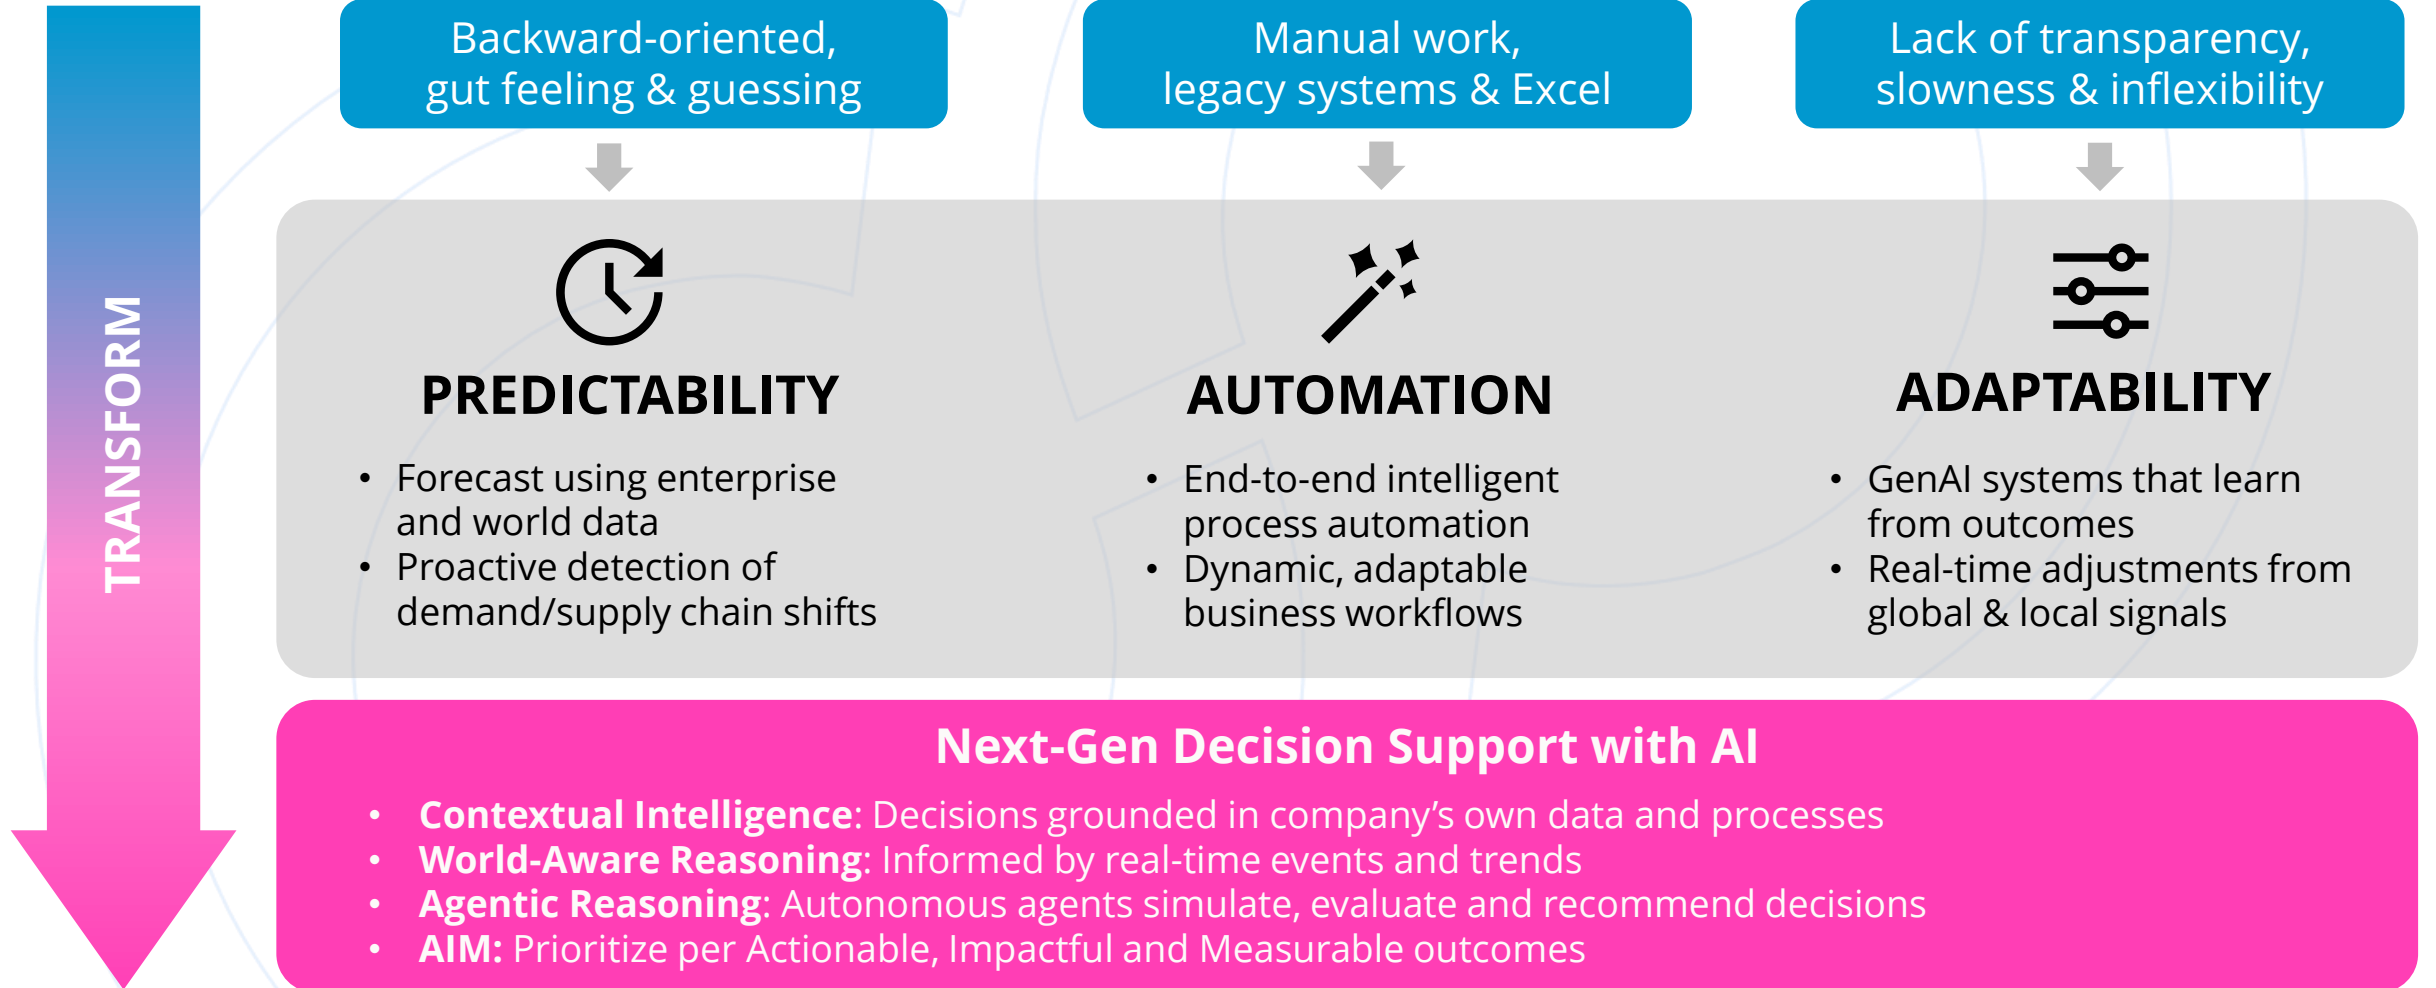 TRANSFORM
Backward-oriented,
gut feeling & guessing
Manual work,
legacy systems & Excel
Lack of transparency,
slowness & inflexibility
PREDICTABILITY
• Forecast using enterprise
and world data
• Proactive detection of
demand/supply chain shifts
AUTOMATION
• End-to-end intelligent
process automation
• Dynamic, adaptable
business workflows
ADAPTABILITY
• GenAI systems that learn
from outcomes
• Real-time adjustments from
global & local signals
Next-Gen Decision Support with AI
• Contextual Intelligence: Decisions grounded in company’s own data and processes
• World-Aware Reasoning: Informed by real-time events and trends
• Agentic Reasoning: Autonomous agents simulate, evaluate and recommend decisions
• AIM: Prioritize per Actionable, Impactful and Measurable outcomes